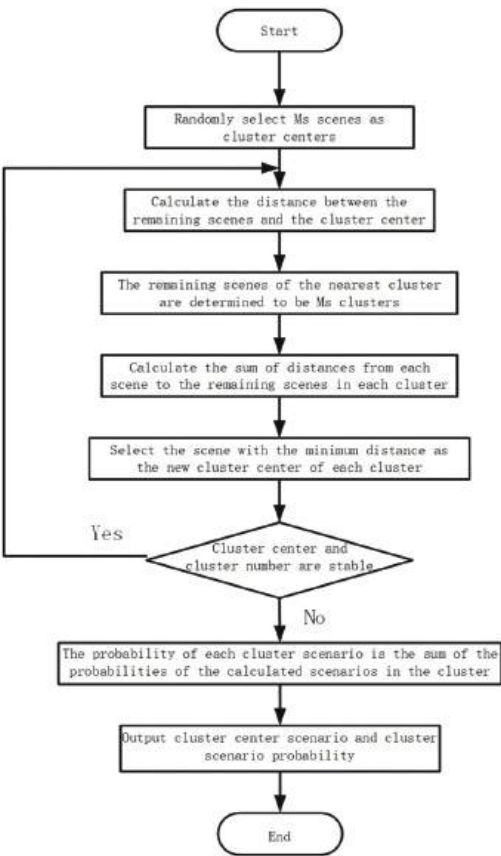 Start
Randomly select Ms scenes as
cluster centers
Calculate the distance between the
remaining scenes and the cluster center
The remaining scenes of the nearest cluster
are determined to be Ms clusters
Calculate the sum of distances from each
scene to the remaining scenes in each cluster
Select the scene with the minimum distance as
the new cluster center of each cluster
Yes
Cluster center and
cluster number are stable
No
The probability of each cluster scenario is the sum of the
probabilities of the calculated scenarios in the cluster
Output cluster center scenario and cluster
scenario probability
End